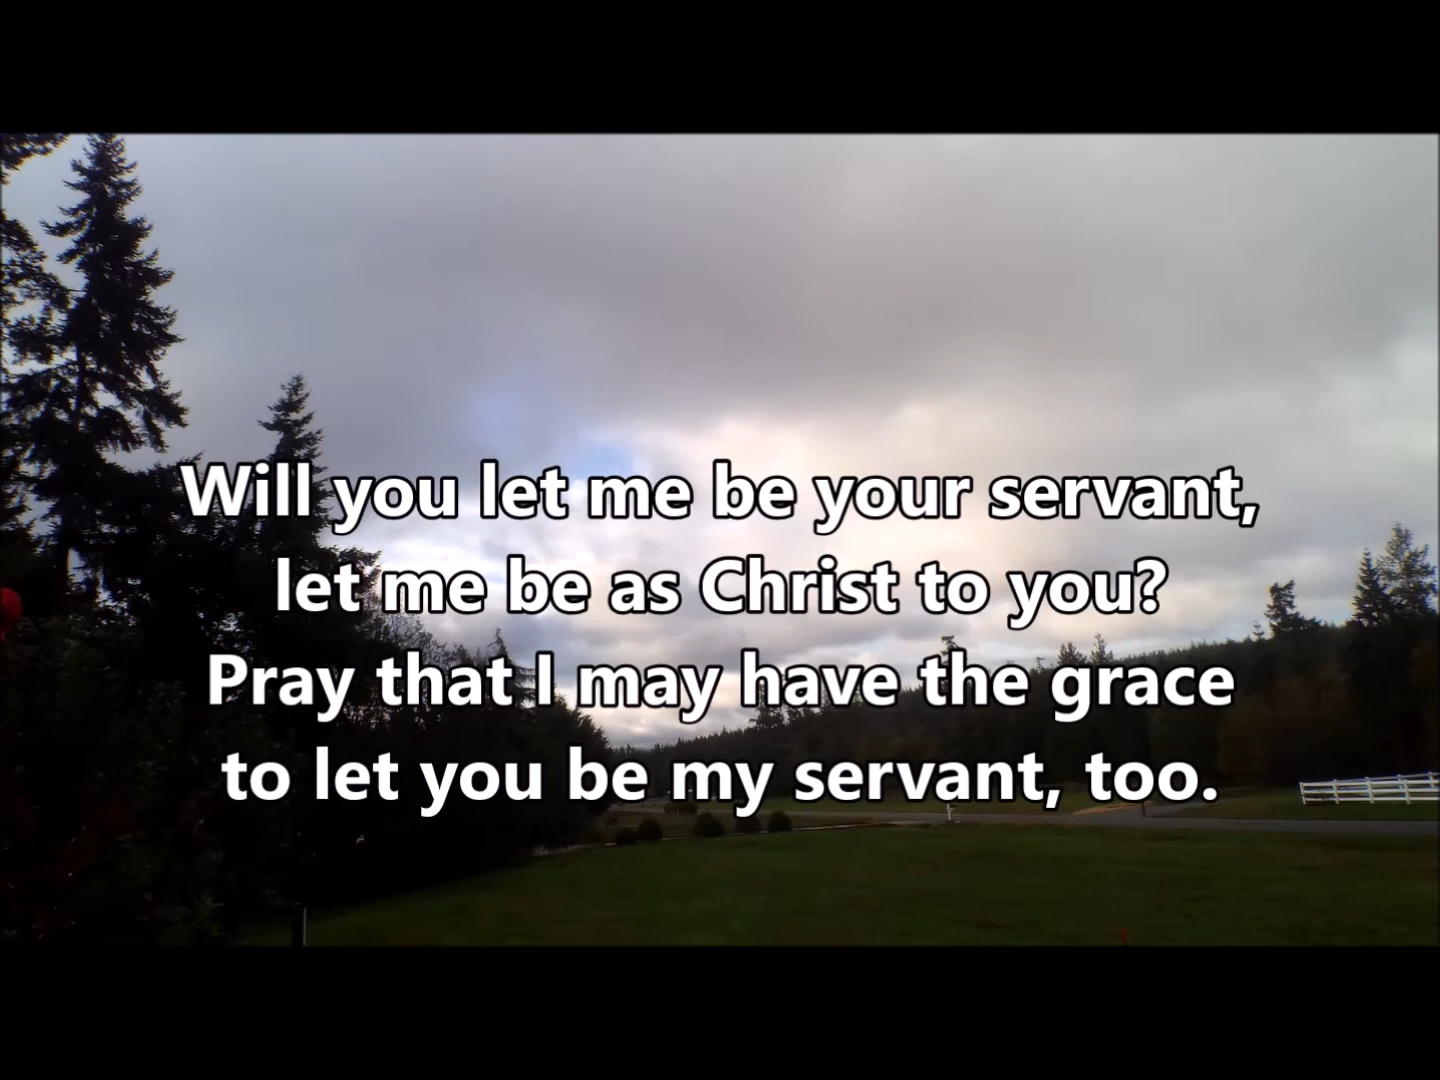 Will you let me be your servant,
let me be as Christ to you?
Pray that I may have the grace
to let you be my servant, too.